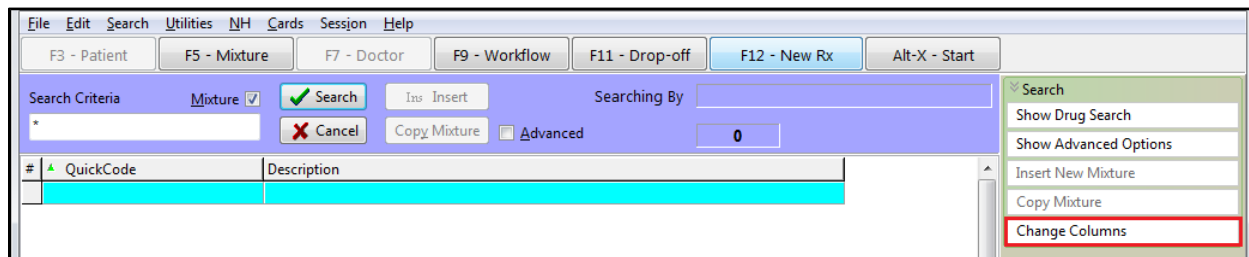 File Edit Search Utilities NH Cards Session Help
F3 - Patient F5 - Mixture F7 - Doctor F9 - Workflow F11 - Drop-off F12 - New Rx Alt-X - Start
Search Criteria Mixture Search Ins Insert Searching By
* Cancel Copy Mixture Advanced 0
# QuickCode Description
Search
Show Drug Search
Show Advanced Options
Insert New Mixture
Copy Mixture
Change Columns